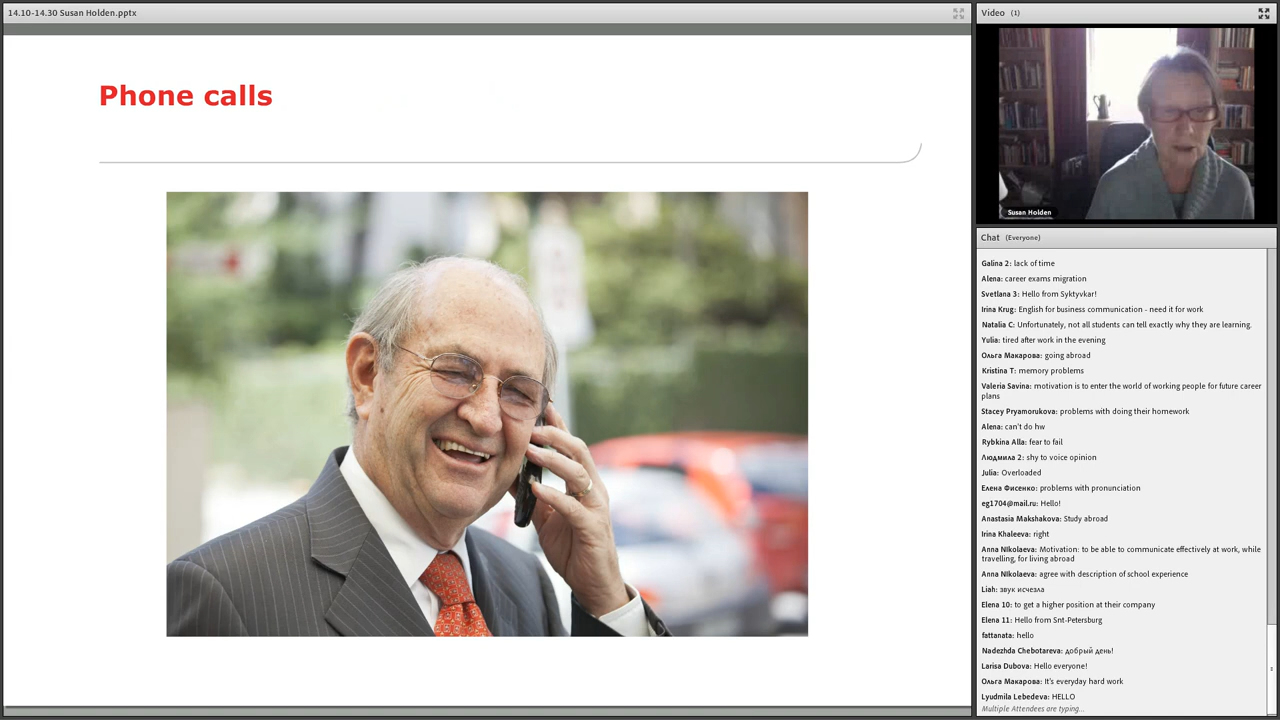 14.10-14.30 Susan Holden.pptx
Phone calls
Video (1)
Susan Holden
Chat (Everyone)
Galina 2: lack of time
Alena: career exams migration
Svetlana 3: Hello from Syktyvkar!
Irina Krug: English for business communication - need it for work
Natalia C: Unfortunately, not all students can tell exactly why they are learning.
Yulia: tired after work in the evening
Ольга Макарова: going abroad
Kristina T: memory problems
Valeria Savina: motivation is to enter the world of working people for future career
plans
Stacey Pryamorukova: problems with doing their homework
Alena: can't do hw
Rybkina Alla: fear to fail
Людмила 2: shy to voice opinion
Julia: Overloaded
Елена Фисенко: problems with pronunciation
eg1704@mail.ru: Hello!
Anastasia Makshakova: Study abroad
Irina Khaleeva: right
Anna NIkolaeva: Motivation: to be able to communicate effectively at work, while
travelling, for living abroad
Anna NIkolaeva: agree with description of school experience
Liah: звук исчезла
Elena 10: to get a higher position at their company
Elena 11: Hello from Snt-Petersburg
fattanata: hello
Nadezhda Chebotareva: добрый день!
Larisa Dubova: Hello everyone!
Ольга Макарова: It's everyday hard work
Lyudmila Lebedeva: HELLO
Multiple Attendees are typing...